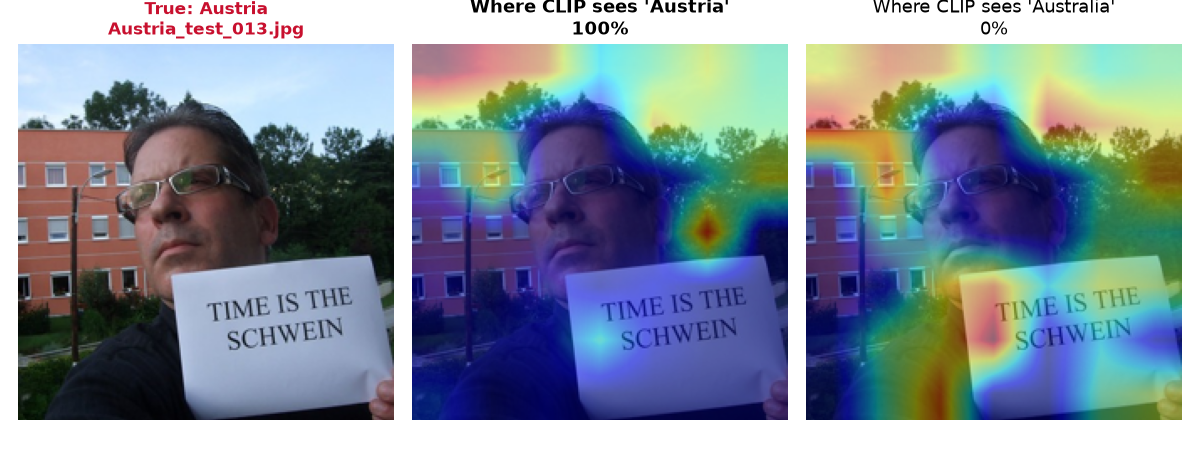 True: Austria
Austria_test_013.jpg
Where CLIP sees 'Austria'
100%
Where CLIP sees 'Australia'
0%
TIME IS THE
SCHWEIN
TIME IS THE
SCHWEIN
TIME IS THE
SCHWEIN